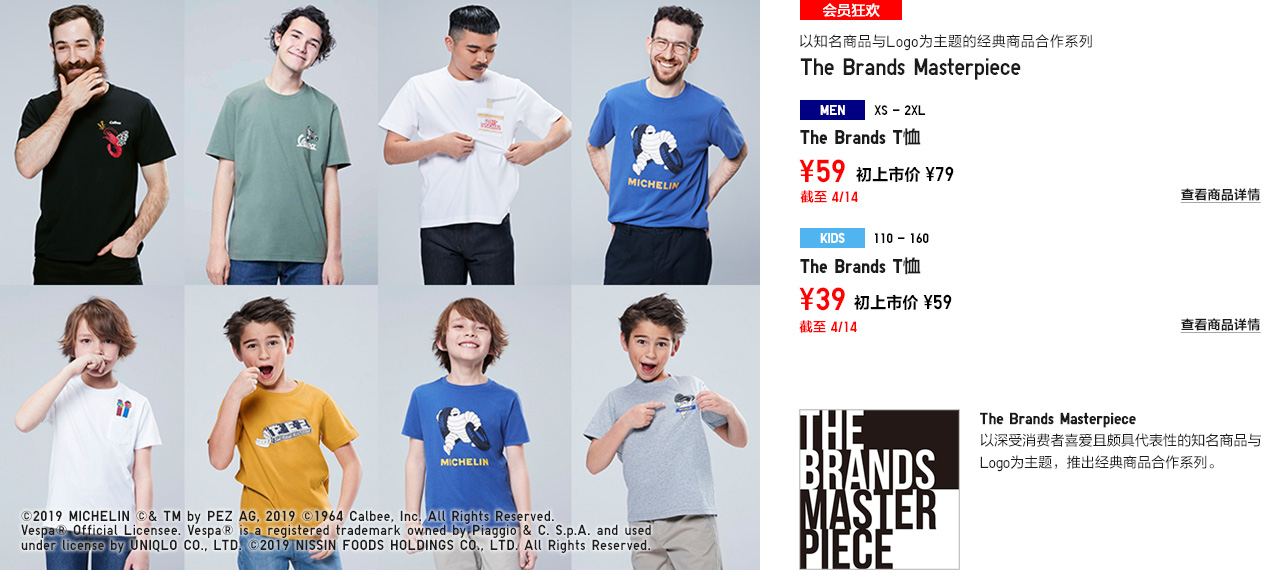 Calbee
Vespa
MICHELIN
MICHELIN
©2019 MICHELIN ©& TM by PEZ AG, 2019 ©1964 Calbee, Inc. All Rights Reserved.
Vespa® Official Licensee. Vespa® is a registered trademark owned by Piaggio & C. S.p.A. and used
under license by UNIQLO CO., LTD. ©2019 NISSIN FOODS HOLDINGS CO., LTD. All Rights Reserved.
会员狂欢
以知名商品与Logo为主题的经典商品合作系列
The Brands Masterpiece
MEN XS – 2XL
The Brands T恤
¥59 初上市价 ¥79
截至 4/14
查看商品详情
KIDS 110 – 160
The Brands T恤
¥39 初上市价 ¥59
截至 4/14
查看商品详情
THE
BRANDS
MASTER
PIECE
The Brands Masterpiece
以深受消费者喜爱且颇具代表性的知名商品与
Logo为主题，推出经典商品合作系列。